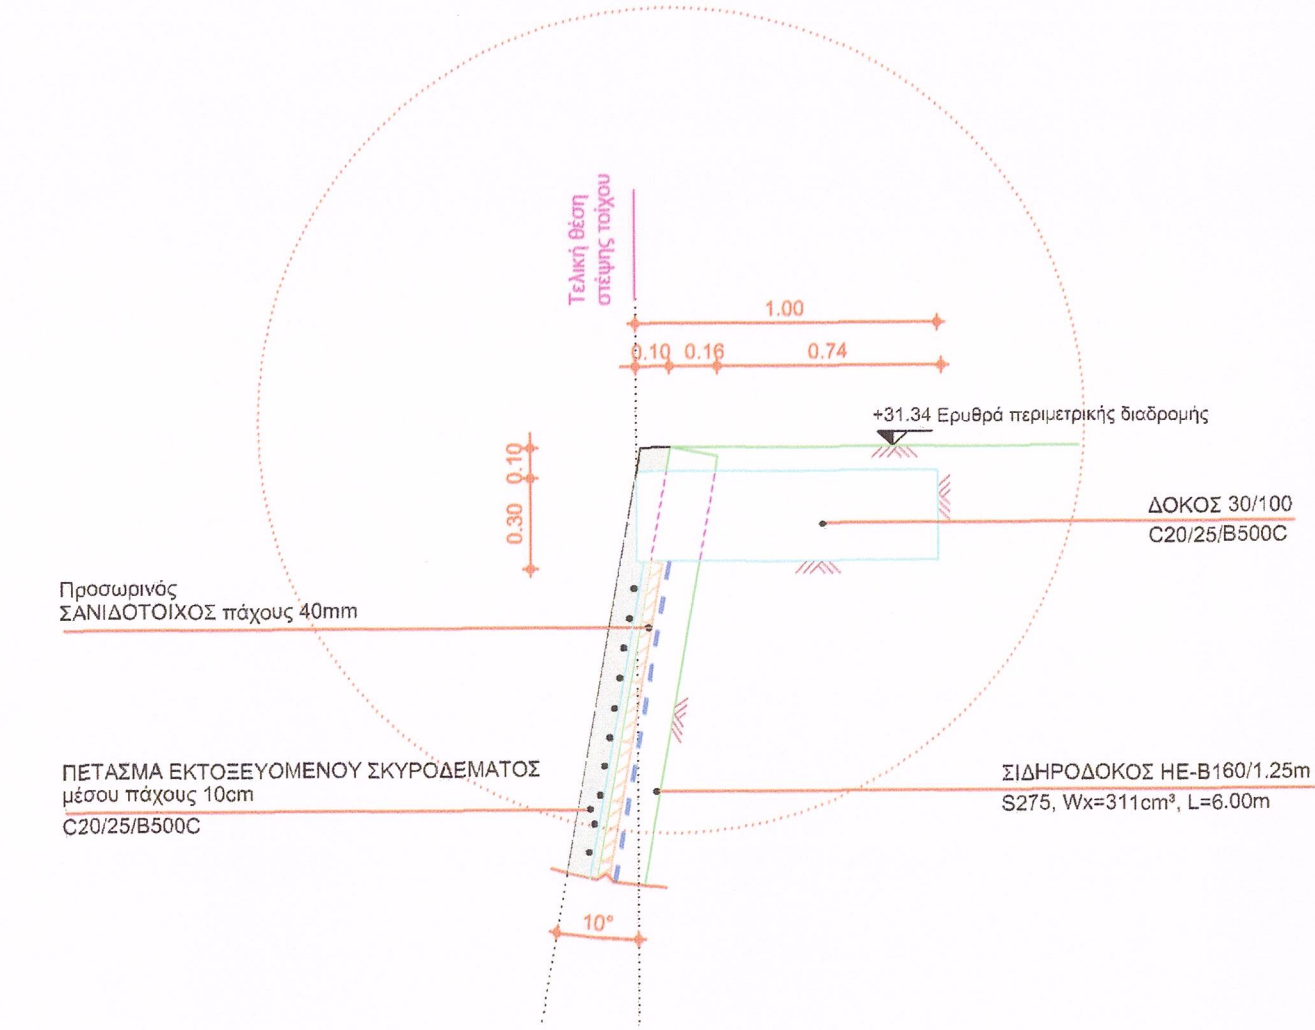 Τελική θέση
στέψης τοίχου
1.00
0.10 0.16 0.74
+31.34 Ερυθρά περιμετρικής διαδρομής
0.10
0.30
ΔΟΚΟΣ 30/100
C20/25/B500C
Προσωρινός
ΣΑΝΙΔΟΤΟΙΧΟΣ πάχους 40mm
ΠΕΤΑΣΜΑ ΕΚΤΟΞΕΥΟΜΕΝΟΥ ΣΚΥΡΟΔΕΜΑΤΟΣ
μέσου πάχους 10cm
C20/25/B500C
ΣΙΔΗΡΟΔΟΚΟΣ HE-B160/1.25m
S275, Wx=311cm³, L=6.00m
10°